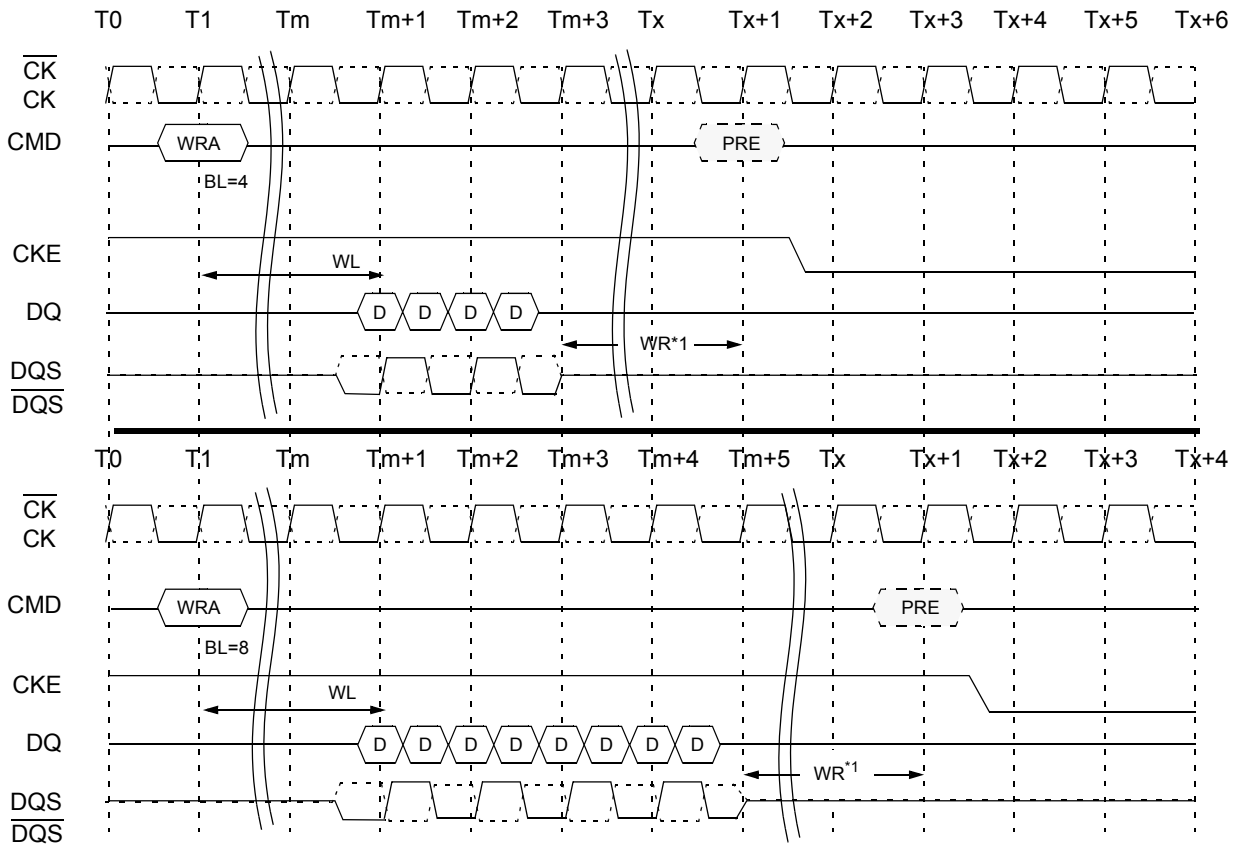 T0 T1 Tm Tm+1 Tm+2 Tm+3 Tx Tx+1 Tx+2 Tx+3 Tx+4 Tx+5 Tx+6
CK
CK
CMD WRA PRE
BL=4
CKE
WL
DQ D D D D
WR*1
DQS
DQS
T0 T1 Tm Tm+1 Tm+2 Tm+3 Tm+4 Tm+5 Tx Tx+1 Tx+2 Tx+3 Tx+4
CK
CK
CMD WRA PRE
BL=8
CKE
WL
DQ D D D D D D D D
WR*1
DQS
DQS